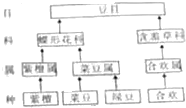 目 豆目
科 蝶形花科 含羞草科
属 紫檀属 菜豆属 合欢属
种 紫檀 菜豆 绿豆 合欢